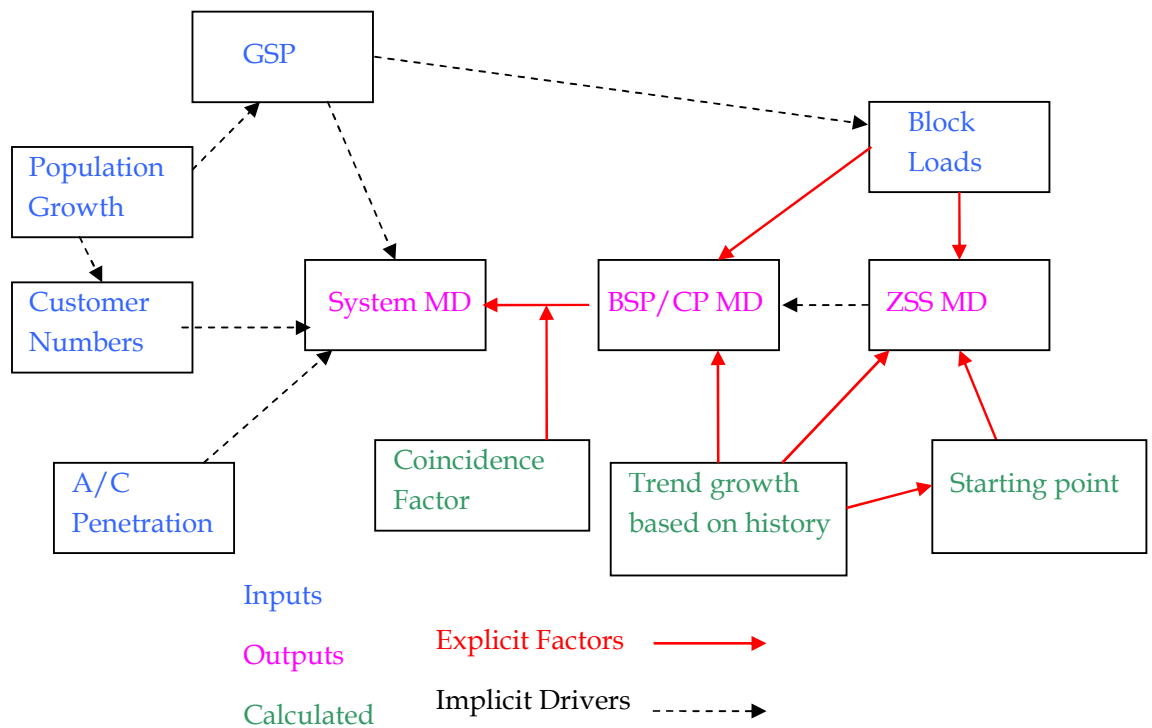 GSP
Block
Loads
Population
Growth
Customer
Numbers
System MD
BSP/CP MD
ZSS MD
A/C
Penetration
Coincidence
Factor
Trend growth
based on history
Starting point
Inputs
Outputs
Calculated
Explicit Factors
Implicit Drivers